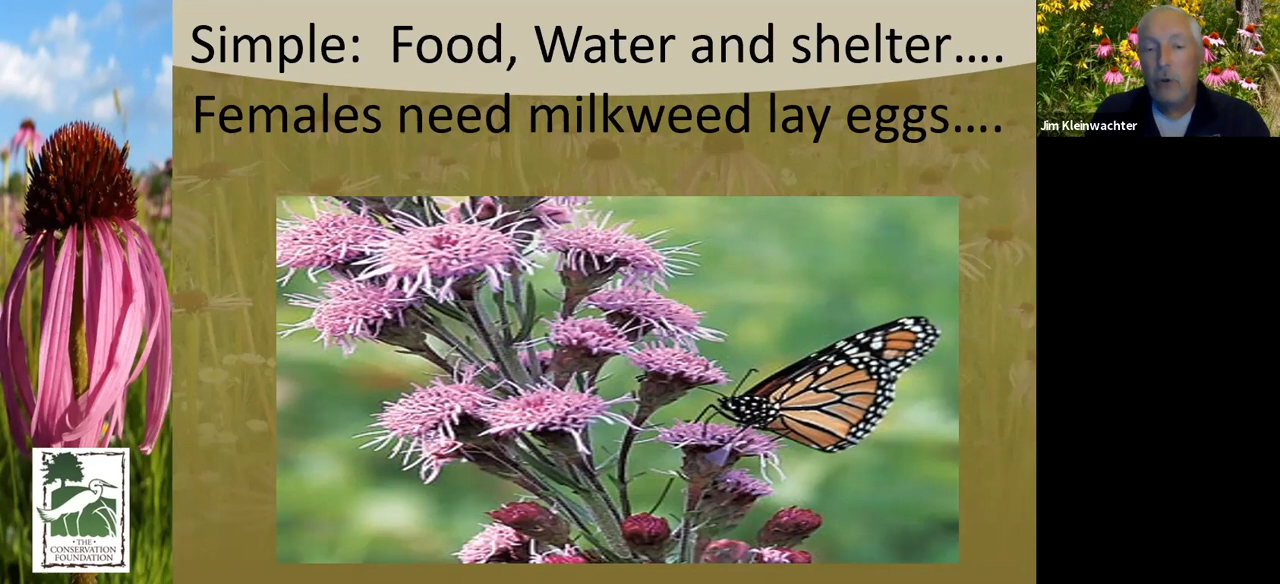 Simple:  Food, Water and shelter….
Females need milkweed lay eggs….
Jim Kleinwachter
• THE •
CONSERVATION
FOUNDATION